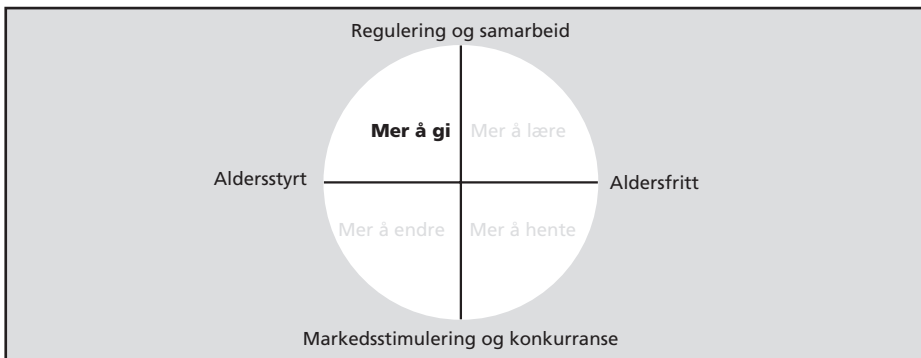 Regulering og samarbeid
Mer å gi
Mer å lære
Aldersstyrt
Aldersfritt
Mer å endre
Mer å hente
Markedsstimulering og konkurranse